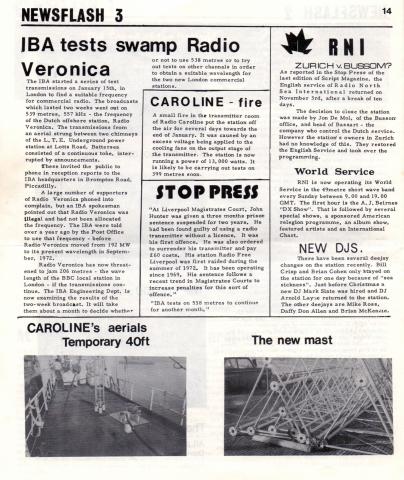 NEWSFLASH 3
14
IBA tests swamp Radio
Veronica
The IBA started a series of test
transmissions on January 15th, in
London to find a suitable frequency
for commercial radio. The broadcasts
which lasted two weeks went out on
539 metres, 557 kHz - the frequency
of the Dutch offshore station, Radio
Veronica. The transmissions from
an aerial strung between two chimneys
of the L.T.E. Underground power
station at Lotts Road, Battersea
consisted of a continuous tone, inter-
rupted by announcements.
These invited the public to
phone in reception reports to the
IBA headquarters in Brompton Road,
Piccadilly.
A large number of supporters
of Radio Veronica phoned into
complain, but an IBA spokesman
pointed out that Radio Veronica was
illegal and had not been allocated
the frequency. The IBA were told
over a year ago by the Post Office
to use that frequency - before
Radio Veronica moved from 192 MW
to its present wavelength in Septem-
ber, 1972.
Radio Veronica has now threat-
ened to jam 206 metres - the wave
length of the BBC local station in
London - if the transmissions con-
tinue. The IBA Engineering Dept. is
now examining the results of the
two-week broadcast. It will take
them about a month to decide whether
or not to use 538 metres or to try
out tests on other channels in order
to obtain a suitable wavelength for
the two new London commercial
stations.
CAROLINE - fire
A small fire in the transmitter room
of Radio Caroline put the station off
the air for several days towards the
end of January. It was caused by an
excess voltage being applied to the
cooling fans on the output stage of
the transmitter. The station is now
running a power of 13,000 watts. It
is likely to be carrying out tests on
599 metres soon.
STOP PRESS
"At Liverpool Magistrates Court, John
Hunter was given a three months prison
sentence suspended for two years. He
had been found guilty of using a radio
transmitter without a licence. It was
his first offence. He was also ordered
to surrender his transmitter and pay
£60 costs. His station Radio Free
Liverpool was first raided during the
summer of 1972. It has been operating
since 1969. His sentence follows a
recent trend in Magistrates Courts to
increase penalties for this sort of
offence."
"IBA tests on 538 metres to continue
for another month."
RNI
ZURICH v. BUSSOM?
As reported in the Stop Press of the
last edition of Script Magazine, the
English service of Radio North
Sea International returned on
November 3rd, after a break of ten
days.
The decision to close the station
was made by Jon De Mol, of the Bussom
office, and head of Basmart - the
company who control the Dutch service.
However the station's owners in Zurich
had no knowledge of this. They restored
the English Service and took over the
programming.
World Service
RNI is now operating its World
Service in the 49metre short wave band
every Sunday between 9.00 and 18.00
GMT. The first hour is the A.J. Beirens
"DX Show". That is followed by several
special shows, a sponsored American
relegion programme, an album show,
featured artists and an International
Chart.
NEW DJS.
There have been several deejay
changes on the station recently. Bill
Crisp and Brian Cohen only stayed on
the station for one day because of "sea
sickness". Just before Christmas a
new DJ Mark Slate was hired and DJ
Arnold Layne returned to the station.
The other deejays are Mike Ross,
Daffy Don Allen and Brian McKenzie.
CAROLINE's aerials
Temporary 40ft
The new mast